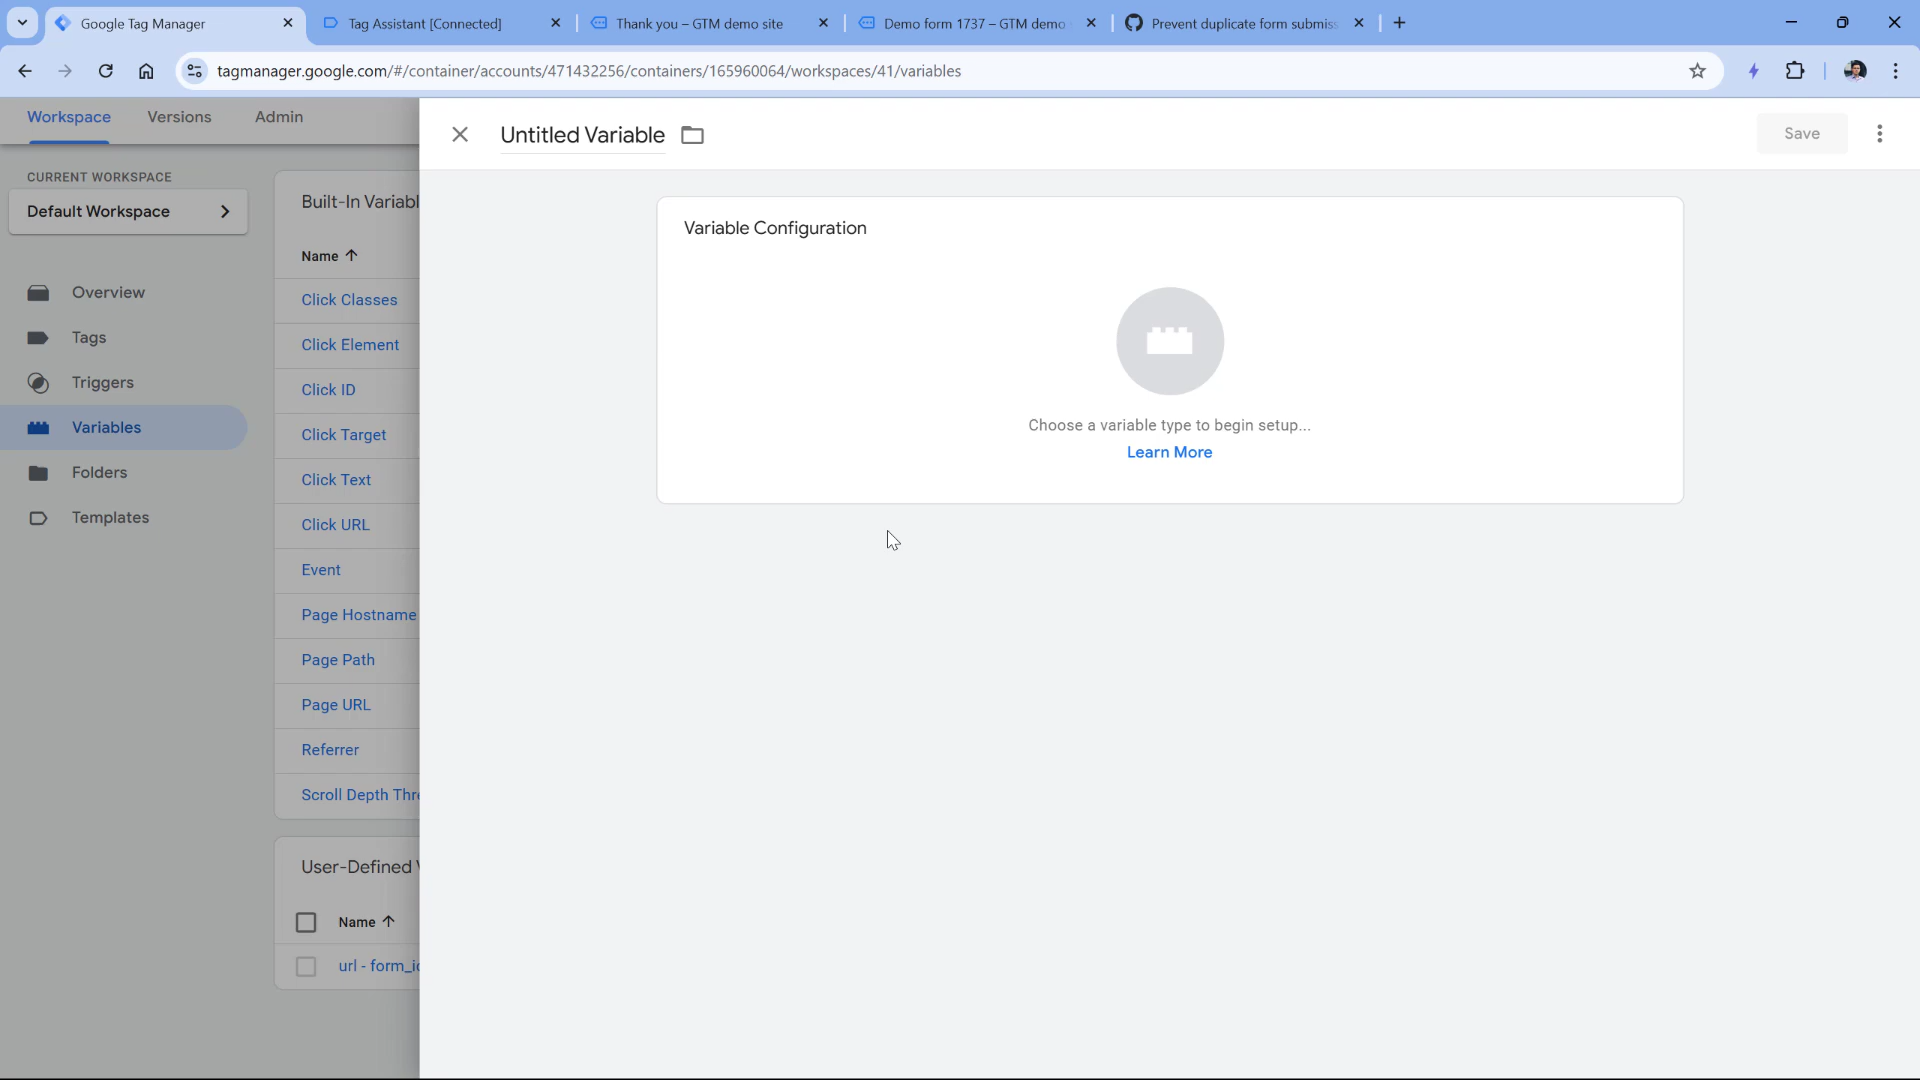 Google Tag Manager
Tag Assistant [Connected]
Thank you – GTM demo site
Demo form 1737 – GTM demo
Prevent duplicate form submiss
tagmanager.google.com/#/container/accounts/471432256/containers/165960064/workspaces/41/variables
Workspace
Versions
Admin
Untitled Variable
Save
CURRENT WORKSPACE
Default Workspace
Overview
Tags
Triggers
Variables
Folders
Templates
Built-In Variabl
Name
Click Classes
Click Element
Click ID
Click Target
Click Text
Click URL
Event
Page Hostname
Page Path
Page URL
Referrer
Scroll Depth Thre
User-Defined V
Name
url - form_id
Variable Configuration
Choose a variable type to begin setup...
Learn More